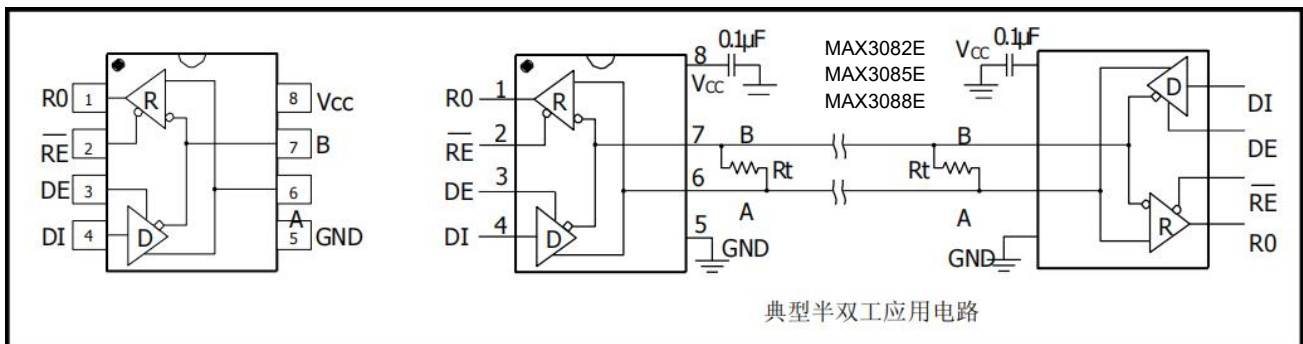 R0 1
R
8 Vcc
RE 2
7 B
DE 3
6
A
DI 4
D
5 GND
0.1μF
8
VCC
R0 1
R
RE 2
DE 3
DI 4
D
7
B
Rt
6
A
5
GND
MAX3082E
MAX3085E
MAX3088E
VCC 0.1μF
B
Rt
A
GND
D
DI
DE
RE
R
R0
典型半双工应用电路